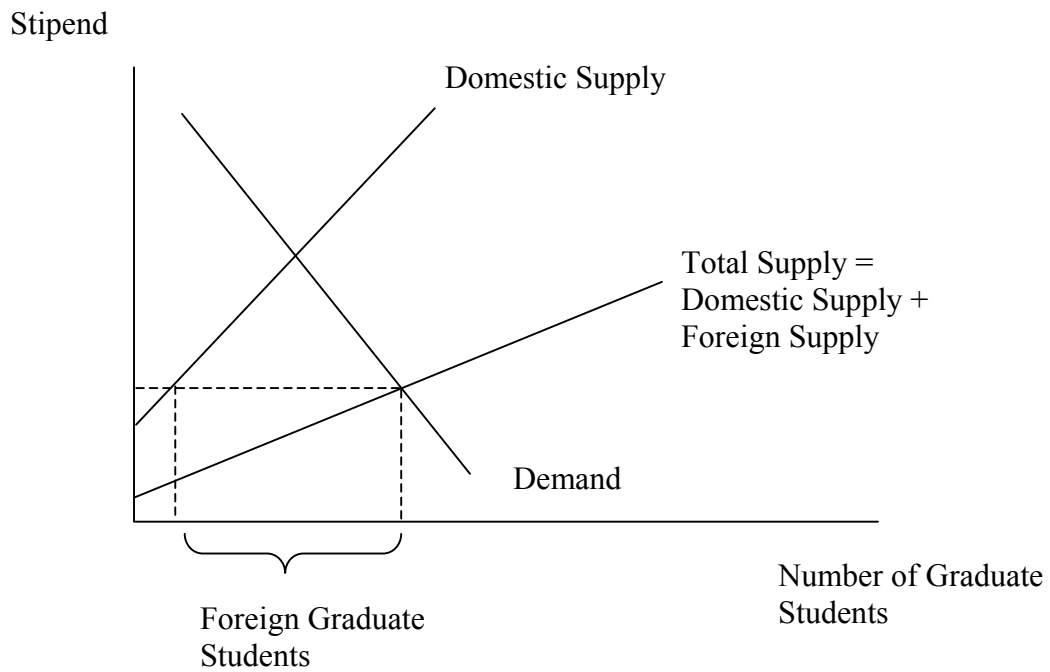 Stipend
Domestic Supply
Total Supply =
Domestic Supply +
Foreign Supply
Demand
Number of Graduate
Students
Foreign Graduate
Students